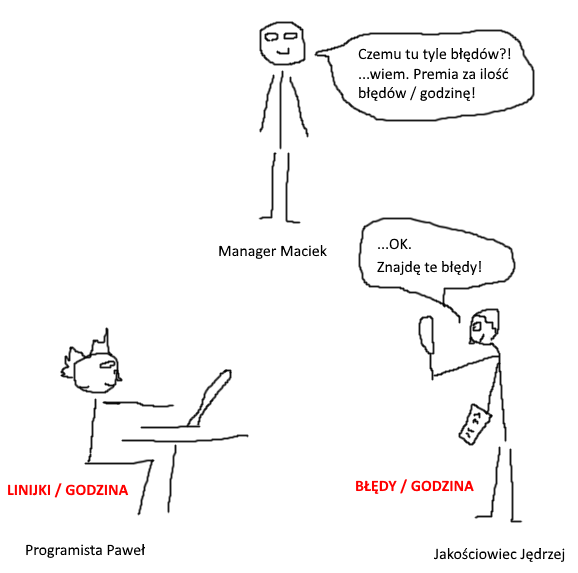 Czemu tu tyle błędów?!
...wiem. Premia za ilość
błędów / godzinę!
Manager Maciek
...OK.
Znajdę te błędy!
LINIJKI / GODZINA
BŁĘDY / GODZINA
Programista Paweł
Jakościowiec Jędrzej